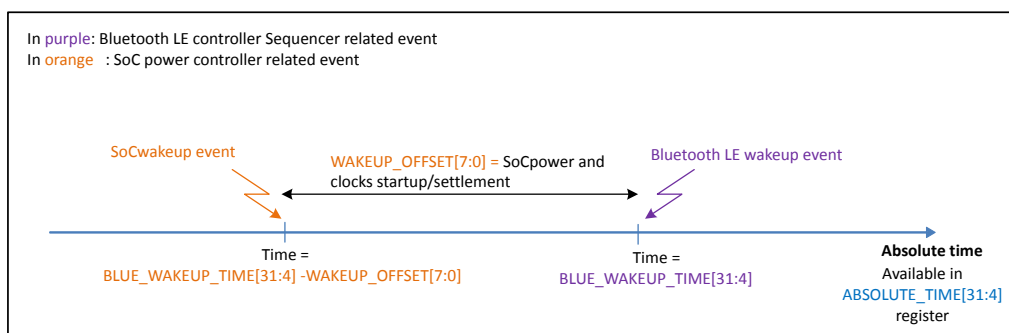 In purple: Bluetooth LE controller Sequencer related event
In orange : SoC power controller related event
SoCwakeup event
WAKEUP_OFFSET[7:0] = SoCpower and
clocks startup/settlement
Bluetooth LE wakeup event
Time =
BLUE_WAKEUP_TIME[31:4] -WAKEUP_OFFSET[7:0]
Time =
BLUE_WAKEUP_TIME[31:4]
Absolute time
Available in
ABSOLUTE_TIME[31:4]
register